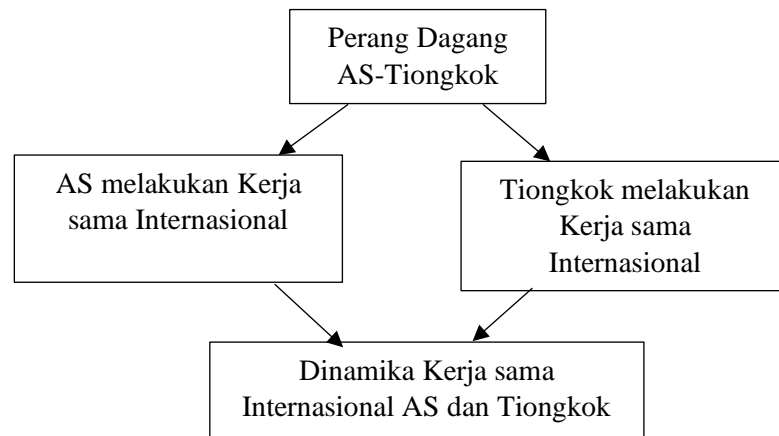 Perang Dagang
AS-Tiongkok
AS melakukan Kerja
sama Internasional
Tiongkok melakukan
Kerja sama
Internasional
Dinamika Kerja sama
Internasional AS dan Tiongkok